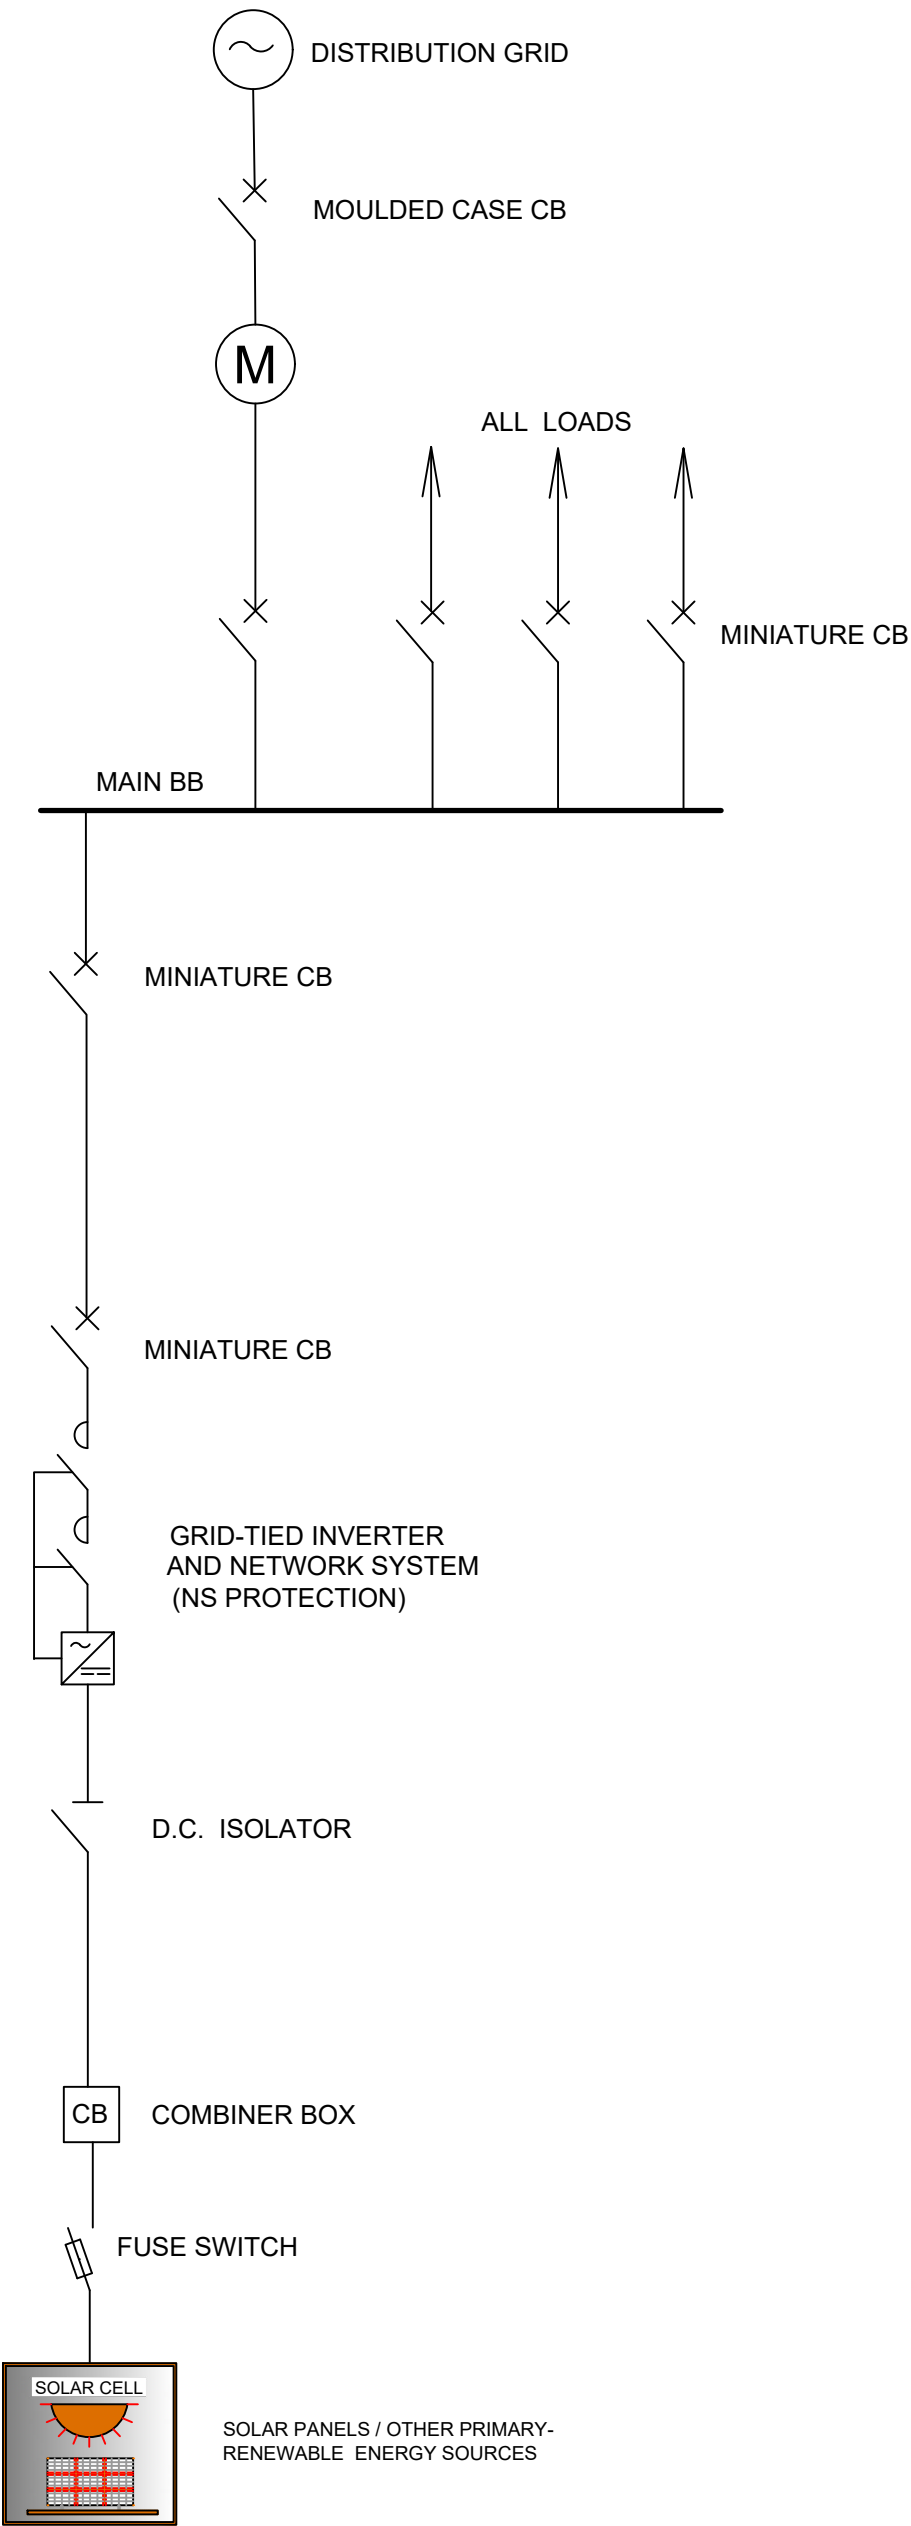 DISTRIBUTION GRID
MOULDED CASE CB
M
ALL LOADS
MINIATURE CB
MAIN BB
MINIATURE CB
MINIATURE CB
GRID-TIED INVERTER
AND NETWORK SYSTEM
(NS PROTECTION)
D.C. ISOLATOR
CB
COMBINER BOX
FUSE SWITCH
SOLAR CELL
SOLAR PANELS / OTHER PRIMARY-
RENEWABLE ENERGY SOURCES